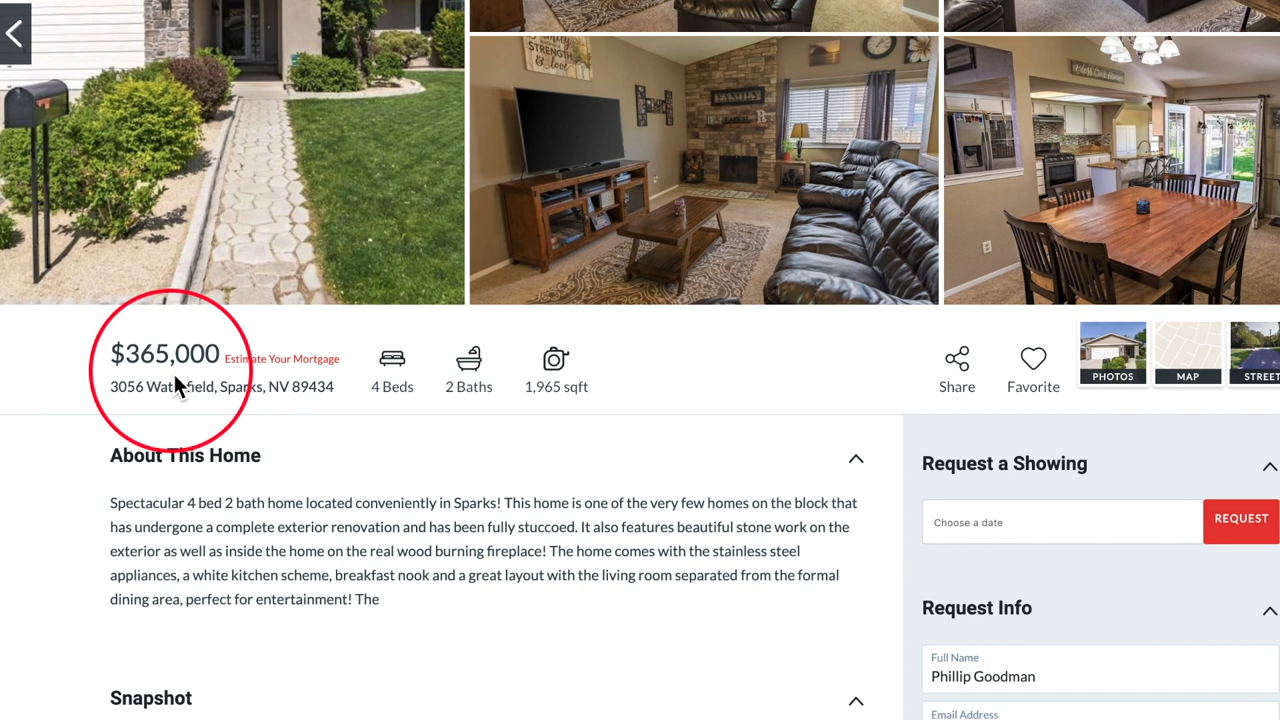 FAMILY
$365,000 Estimate Your Mortgage
3056 Wat field, Sparks, NV 89434
4 Beds
2 Baths
1,965 sqft
Share
Favorite
PHOTOS
MAP
STREET
About This Home
Spectacular 4 bed 2 bath home located conveniently in Sparks! This home is one of the very few homes on the block that
has undergone a complete exterior renovation and has been fully stuccoed. It also features beautiful stone work on the
exterior as well as inside the home on the real wood burning fireplace! The home comes with the stainless steel
appliances, a white kitchen scheme, breakfast nook and a great layout with the living room separated from the formal
dining area, perfect for entertainment! The
Snapshot
Request a Showing
Choose a date
REQUEST
Request Info
Full Name
Phillip Goodman
Email Address